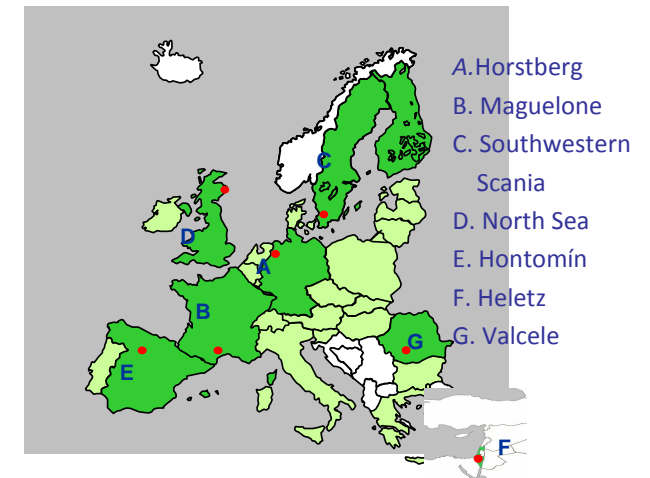 A.Horstberg
B. Maguelone
C. Southwestern
Scania
D. North Sea
E. Hontomín
F. Heletz
G. Valcele
C
D
A
B
G
E
F